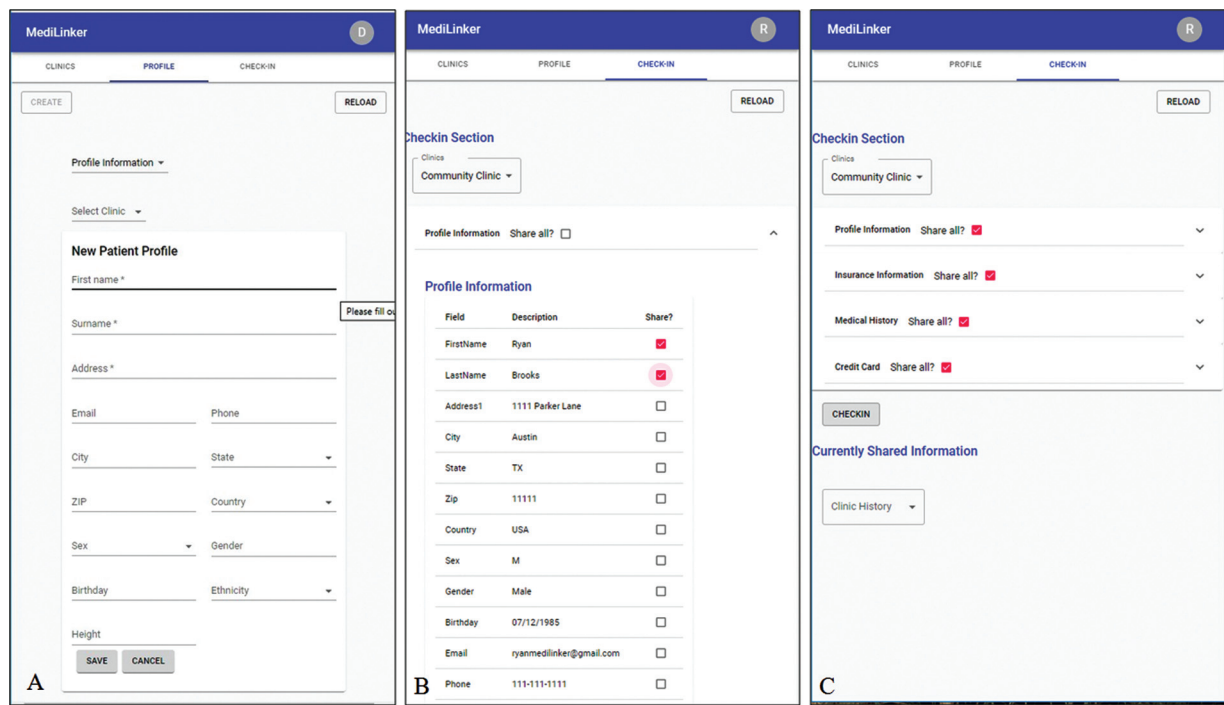 MediLinker
D
CLINICS PROFILE CHECK-IN
CREATE RELOAD
Profile Information
Select Clinic
New Patient Profile
First name *
Please fill ou
Surname *
Address *
Email Phone
City State
ZIP Country
Sex Gender
Birthday Ethnicity
Height
SAVE CANCEL
A
MediLinker
R
CLINICS PROFILE CHECK-IN
RELOAD
Checkin Section
Clinics
Community Clinic
Profile Information Share all?
Profile Information
Field Description Share?
FirstName Ryan
LastName Brooks
Address1 1111 Parker Lane
City Austin
State TX
Zip 11111
Country USA
Sex M
Gender Male
Birthday 07/12/1985
Email ryanmedilinker@gmail.com
Phone 111-111-1111
B
MediLinker
R
CLINICS PROFILE CHECK-IN
RELOAD
Checkin Section
Clinics
Community Clinic
Profile Information Share all?
Insurance Information Share all?
Medical History Share all?
Credit Card Share all?
CHECKIN
Currently Shared Information
Clinic History
C